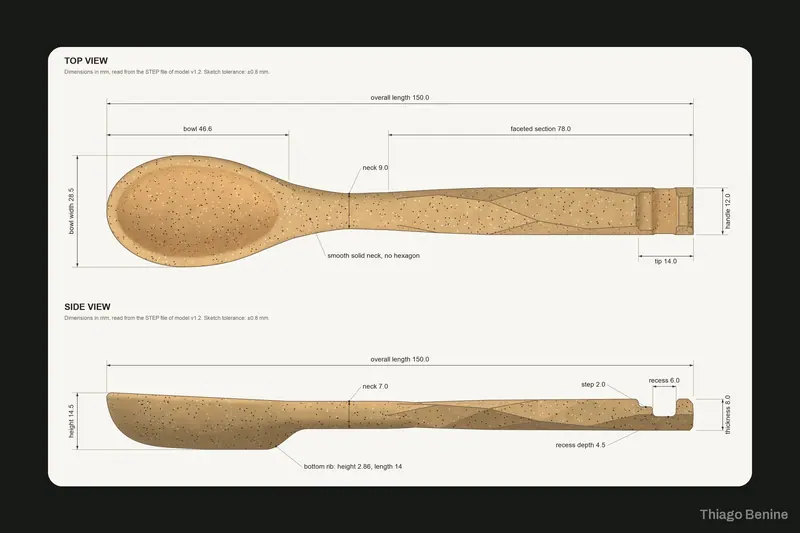 TOP VIEW
Dimensions in mm, read from the STEP file of model v1.2. Sketch tolerance: ±0.8 mm.
overall length 150.0
bowl 46.6
faceted section 78.0
neck 9.0
bowl width 28.5
handle 12.0
smooth solid neck, no hexagon
tip 14.0
SIDE VIEW
Dimensions in mm, read from the STEP file of model v1.2. Sketch tolerance: ±0.8 mm.
overall length 150.0
neck 7.0
step 2.0
recess 6.0
height 14.5
thickness 8.0
recess depth 4.5
bottom rib: height 2.86, length 14
Thiago Benine